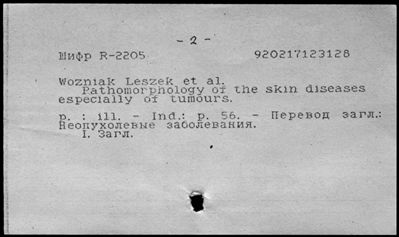 - 2 -
Шифр R-2205 920217123128
Wozniak Leszek et al.
Pathomorphology of the skin diseases
especially of tumours.
p. : ill. - Ind.: p. 56. - Перевод загл.:
Неопухолевые заболевания.
I. Загл.